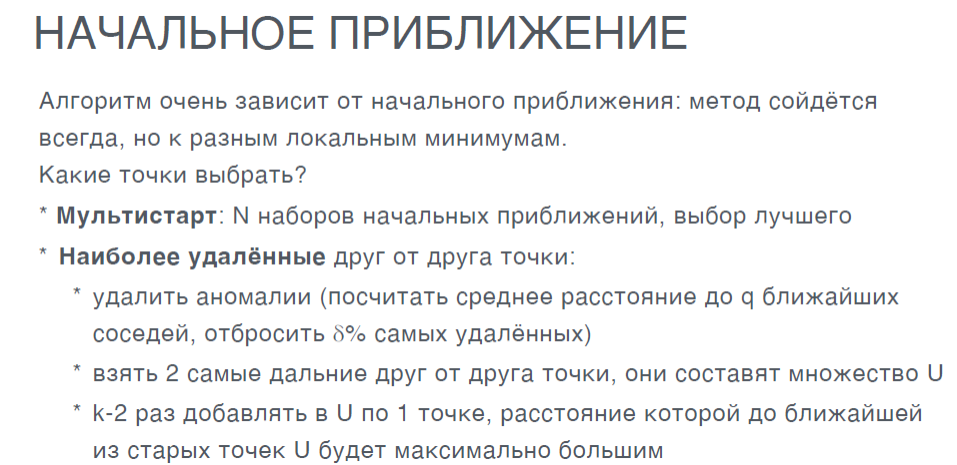 НАЧАЛЬНОЕ ПРИБЛИЖЕНИЕ
Алгоритм очень зависит от начального приближения: метод сойдётся
всегда, но к разным локальным минимумам.
Какие точки выбрать?
* Мультистарт: N наборов начальных приближений, выбор лучшего
* Наиболее удалённые друг от друга точки:
* удалить аномалии (посчитать среднее расстояние до q ближайших
соседей, отбросить δ% самых удалённых)
* взять 2 самые дальние друг от друга точки, они составят множество U
* k-2 раз добавлять в U по 1 точке, расстояние которой до ближайшей
из старых точек U будет максимально большим